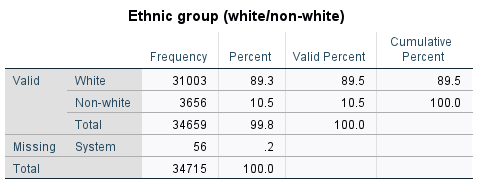 Ethnic group (white/non-white)
Frequency Percent Valid Percent Cumulative Percent
Valid White 31003 89.3 89.5 89.5
Non-white 3656 10.5 10.5 100.0
Total 34659 99.8 100.0
Missing System 56 .2
Total 34715 100.0